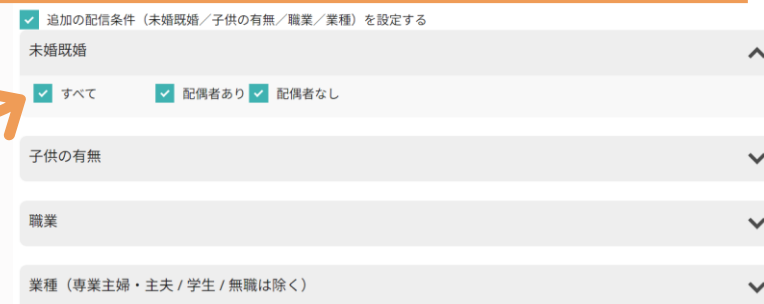 追加の配信条件（未婚既婚／子供の有無／職業／業種）を設定する
未婚既婚
すべて 配偶者あり 配偶者なし
子供の有無
職業
業種（専業主婦・主夫 / 学生 / 無職は除く）